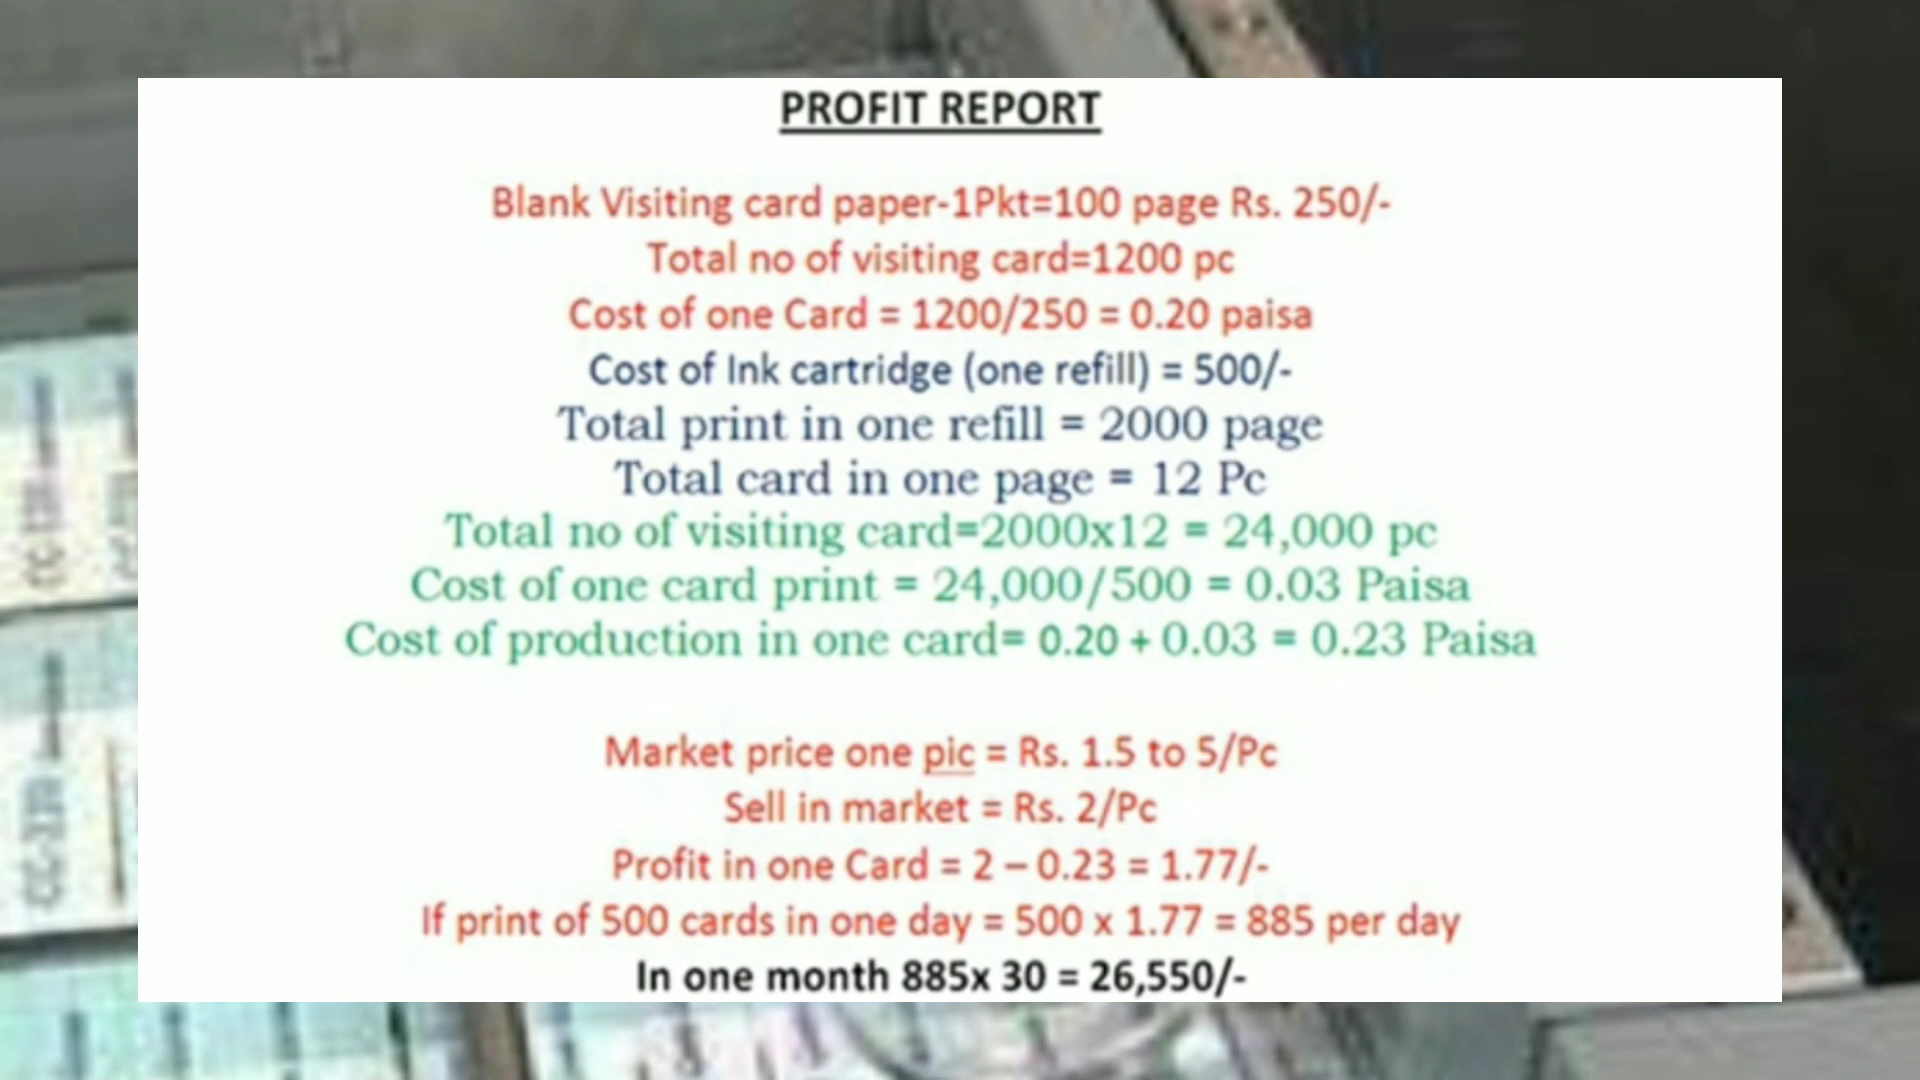 PROFIT REPORT
Blank Visiting card paper-1Pkt=100 page Rs. 250/-
Total no of visiting card=1200 pc
Cost of one Card = 1200/250 = 0.20 paisa
Cost of Ink cartridge (one refill) = 500/-
Total print in one refill = 2000 page
Total card in one page = 12 Pc
Total no of visiting card=2000x12 = 24,000 pc
Cost of one card print = 24,000/500 = 0.03 Paisa
Cost of production in one card= 0.20 + 0.03 = 0.23 Paisa
Market price one pic = Rs. 1.5 to 5/Pc
Sell in market = Rs. 2/Pc
Profit in one Card = 2 – 0.23 = 1.77/-
If print of 500 cards in one day = 500 x 1.77 = 885 per day
In one month 885x 30 = 26,550/-